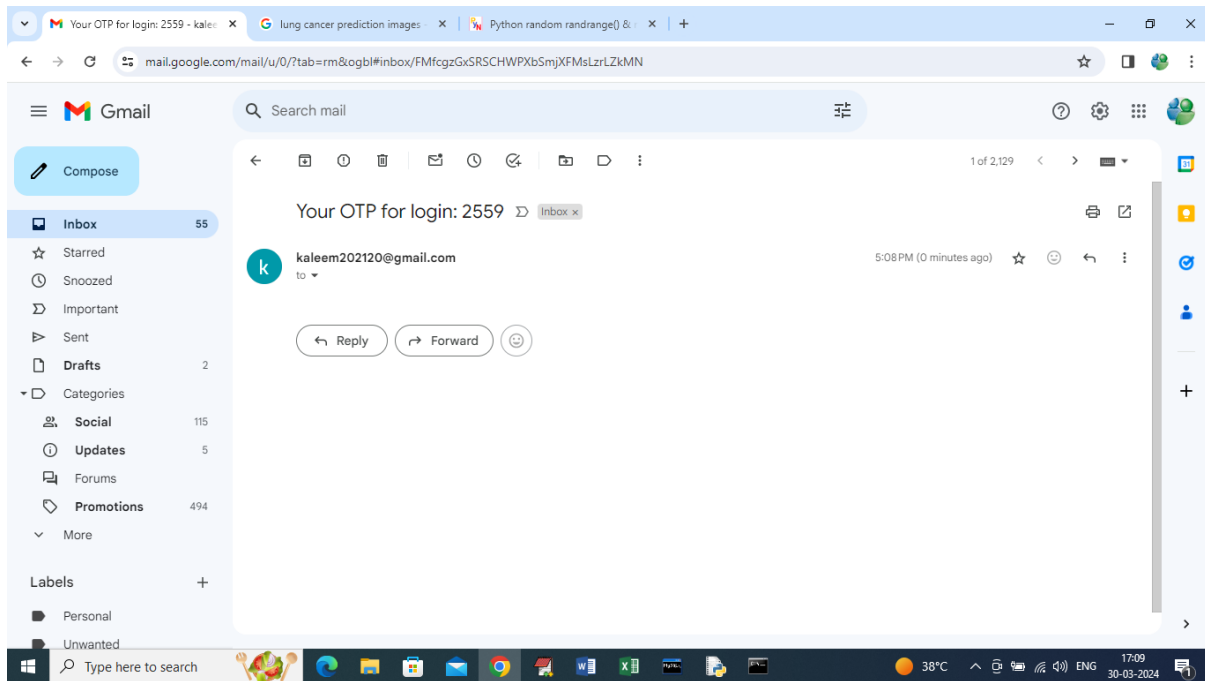 Your OTP for login: 2559 - kalee
lung cancer prediction images -
Python random randrange() &
mail.google.com/mail/u/0/?tab=rm&ogbl#inbox/FMfcgzGxSRSCHWPXbSmjXFMsLzrLZkMN
Gmail
Search mail
Compose
1 of 2,129
31
Your OTP for login: 2559
Inbox ×
Inbox 55
Starred
kaleem202120@gmail.com
5:08 PM (0 minutes ago)
k
to
Snoozed
Important
Sent
Reply
Forward
Drafts 2
Categories
Social 115
Updates 5
Forums
Promotions 494
More
Labels
Personal
Unwanted
Type here to search
38°C
ENG
17:09
30-03-2024
1